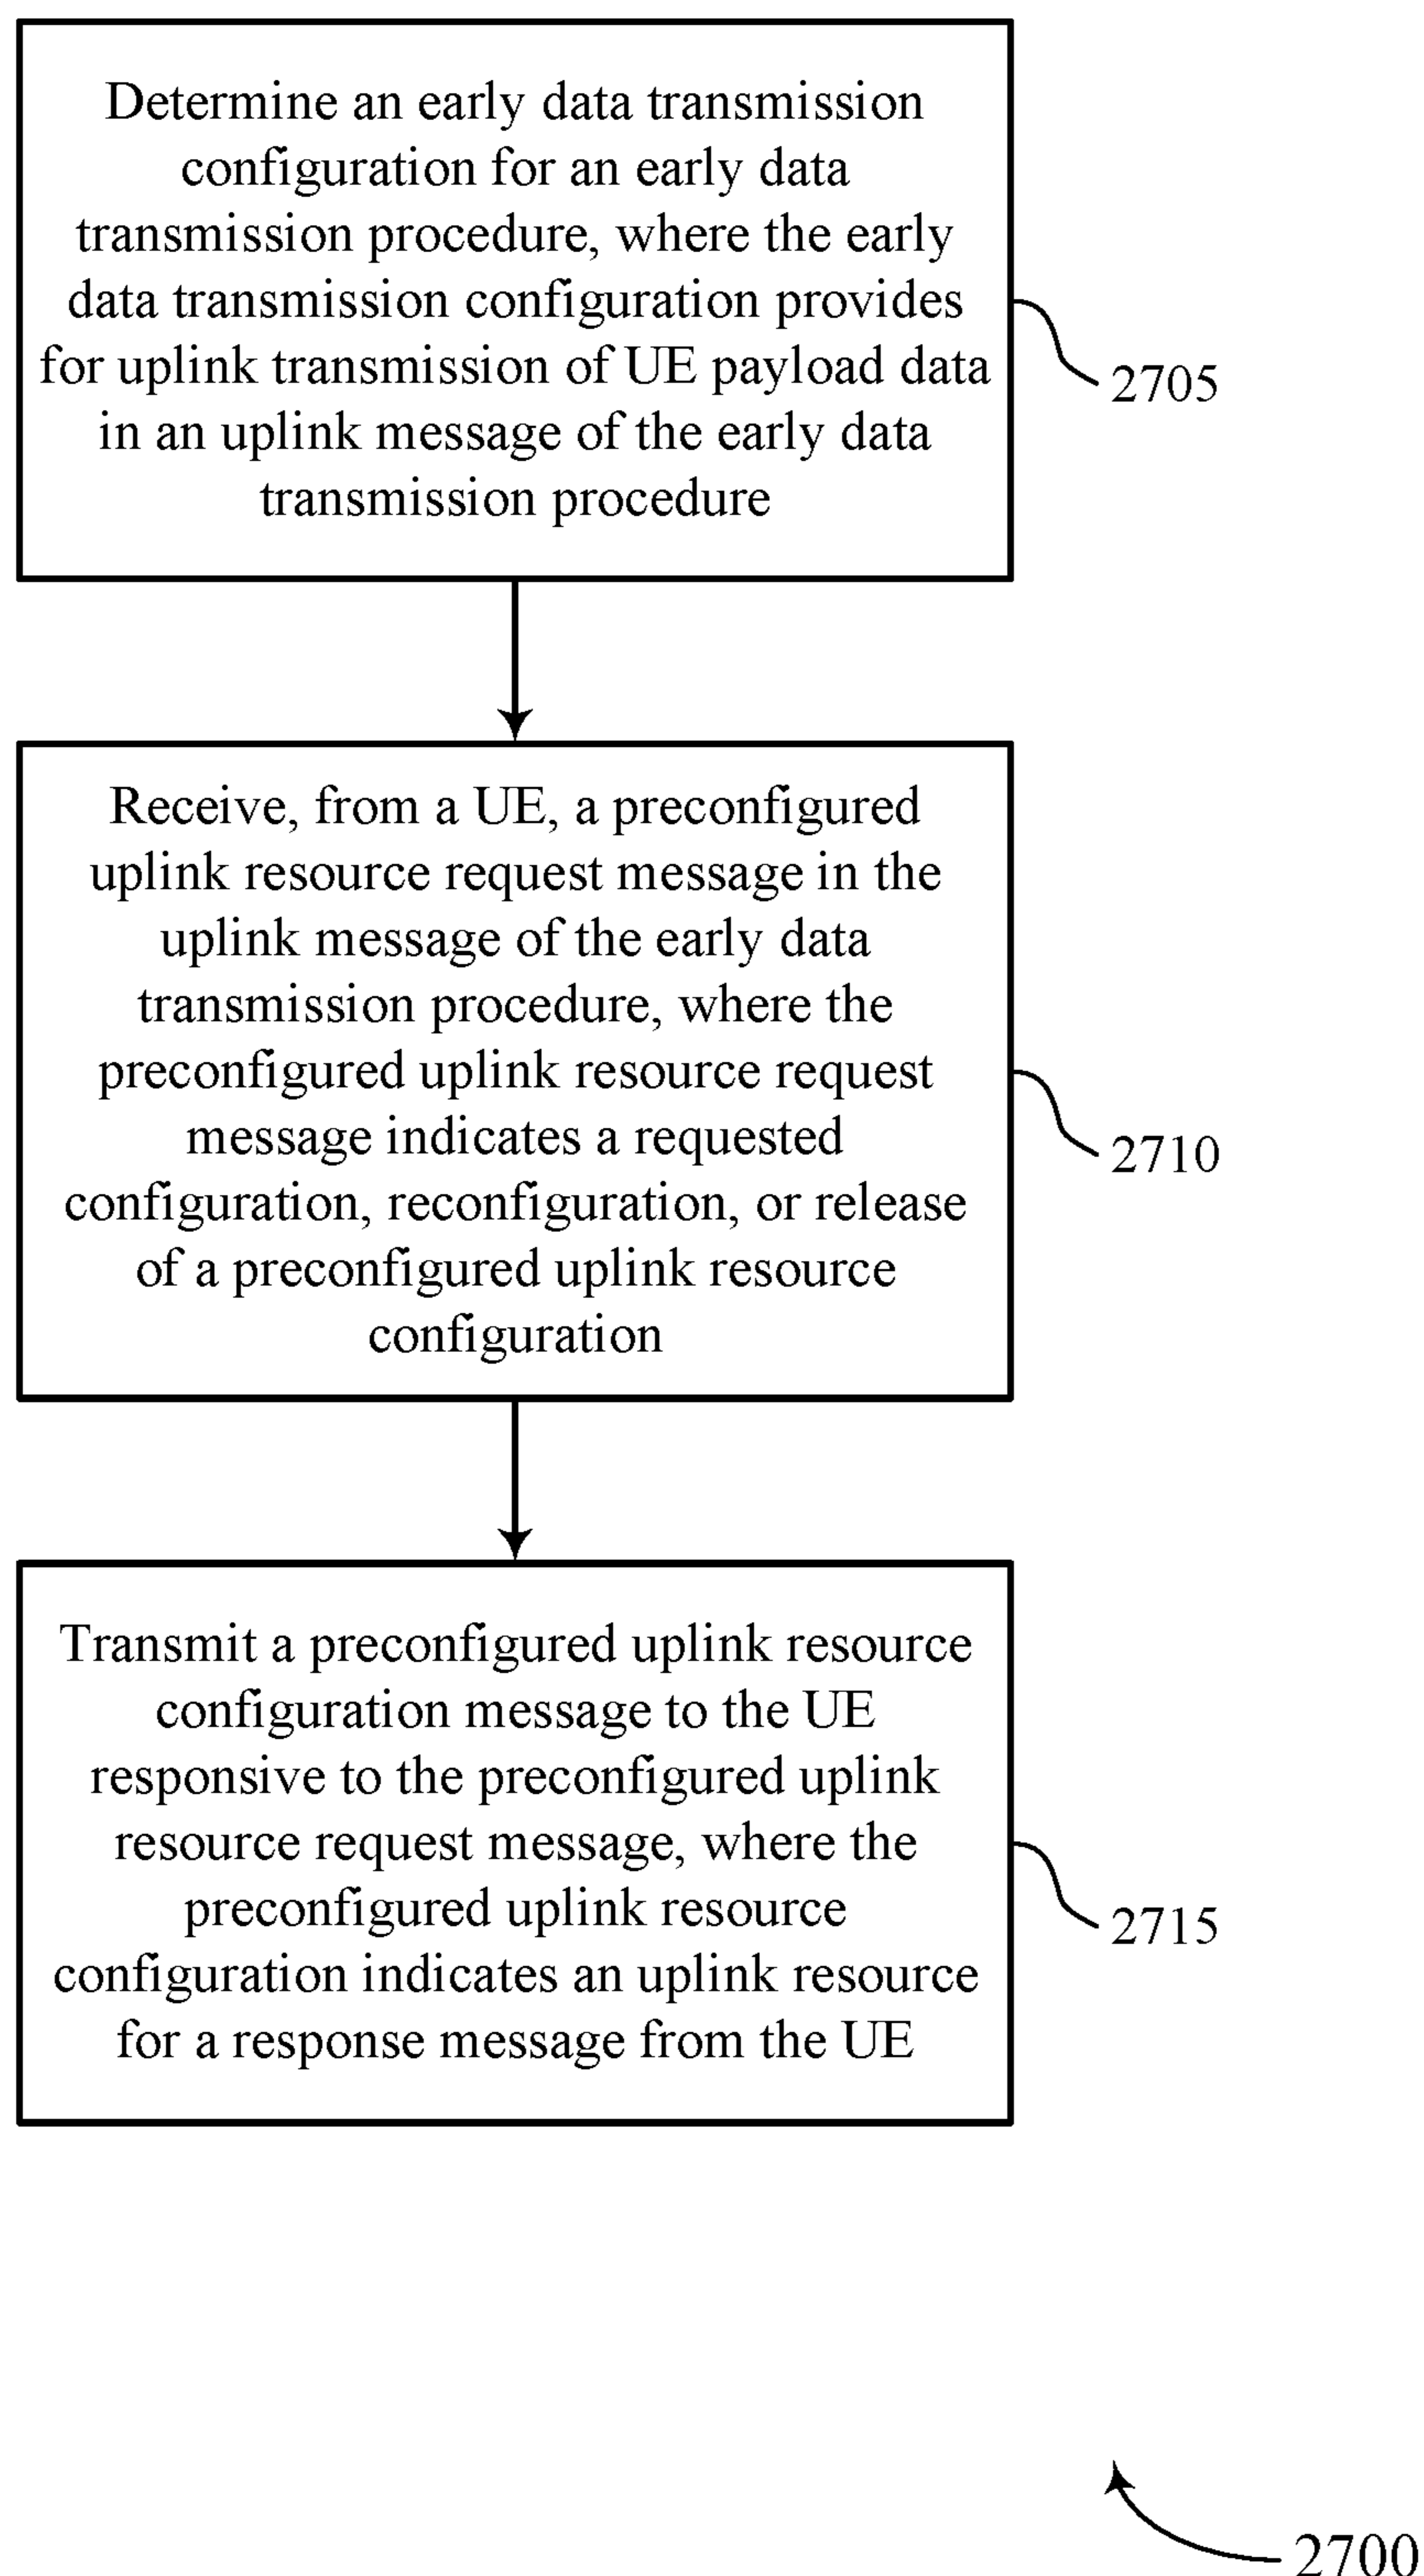 Determine an early data transmission
configuration for an early data
transmission procedure, where the early
data transmission configuration provides
for uplink transmission of UE payload data
in an uplink message of the early data
transmission procedure
2705
Receive, from a UE, a preconfigured
uplink resource request message in the
uplink message of the early data
transmission procedure, where the
preconfigured uplink resource request
message indicates a requested
configuration, reconfiguration, or release
of a preconfigured uplink resource
configuration
2710
Transmit a preconfigured uplink resource
configuration message to the UE
responsive to the preconfigured uplink
resource request message, where the
preconfigured uplink resource
configuration indicates an uplink resource
for a response message from the UE
2715
2700